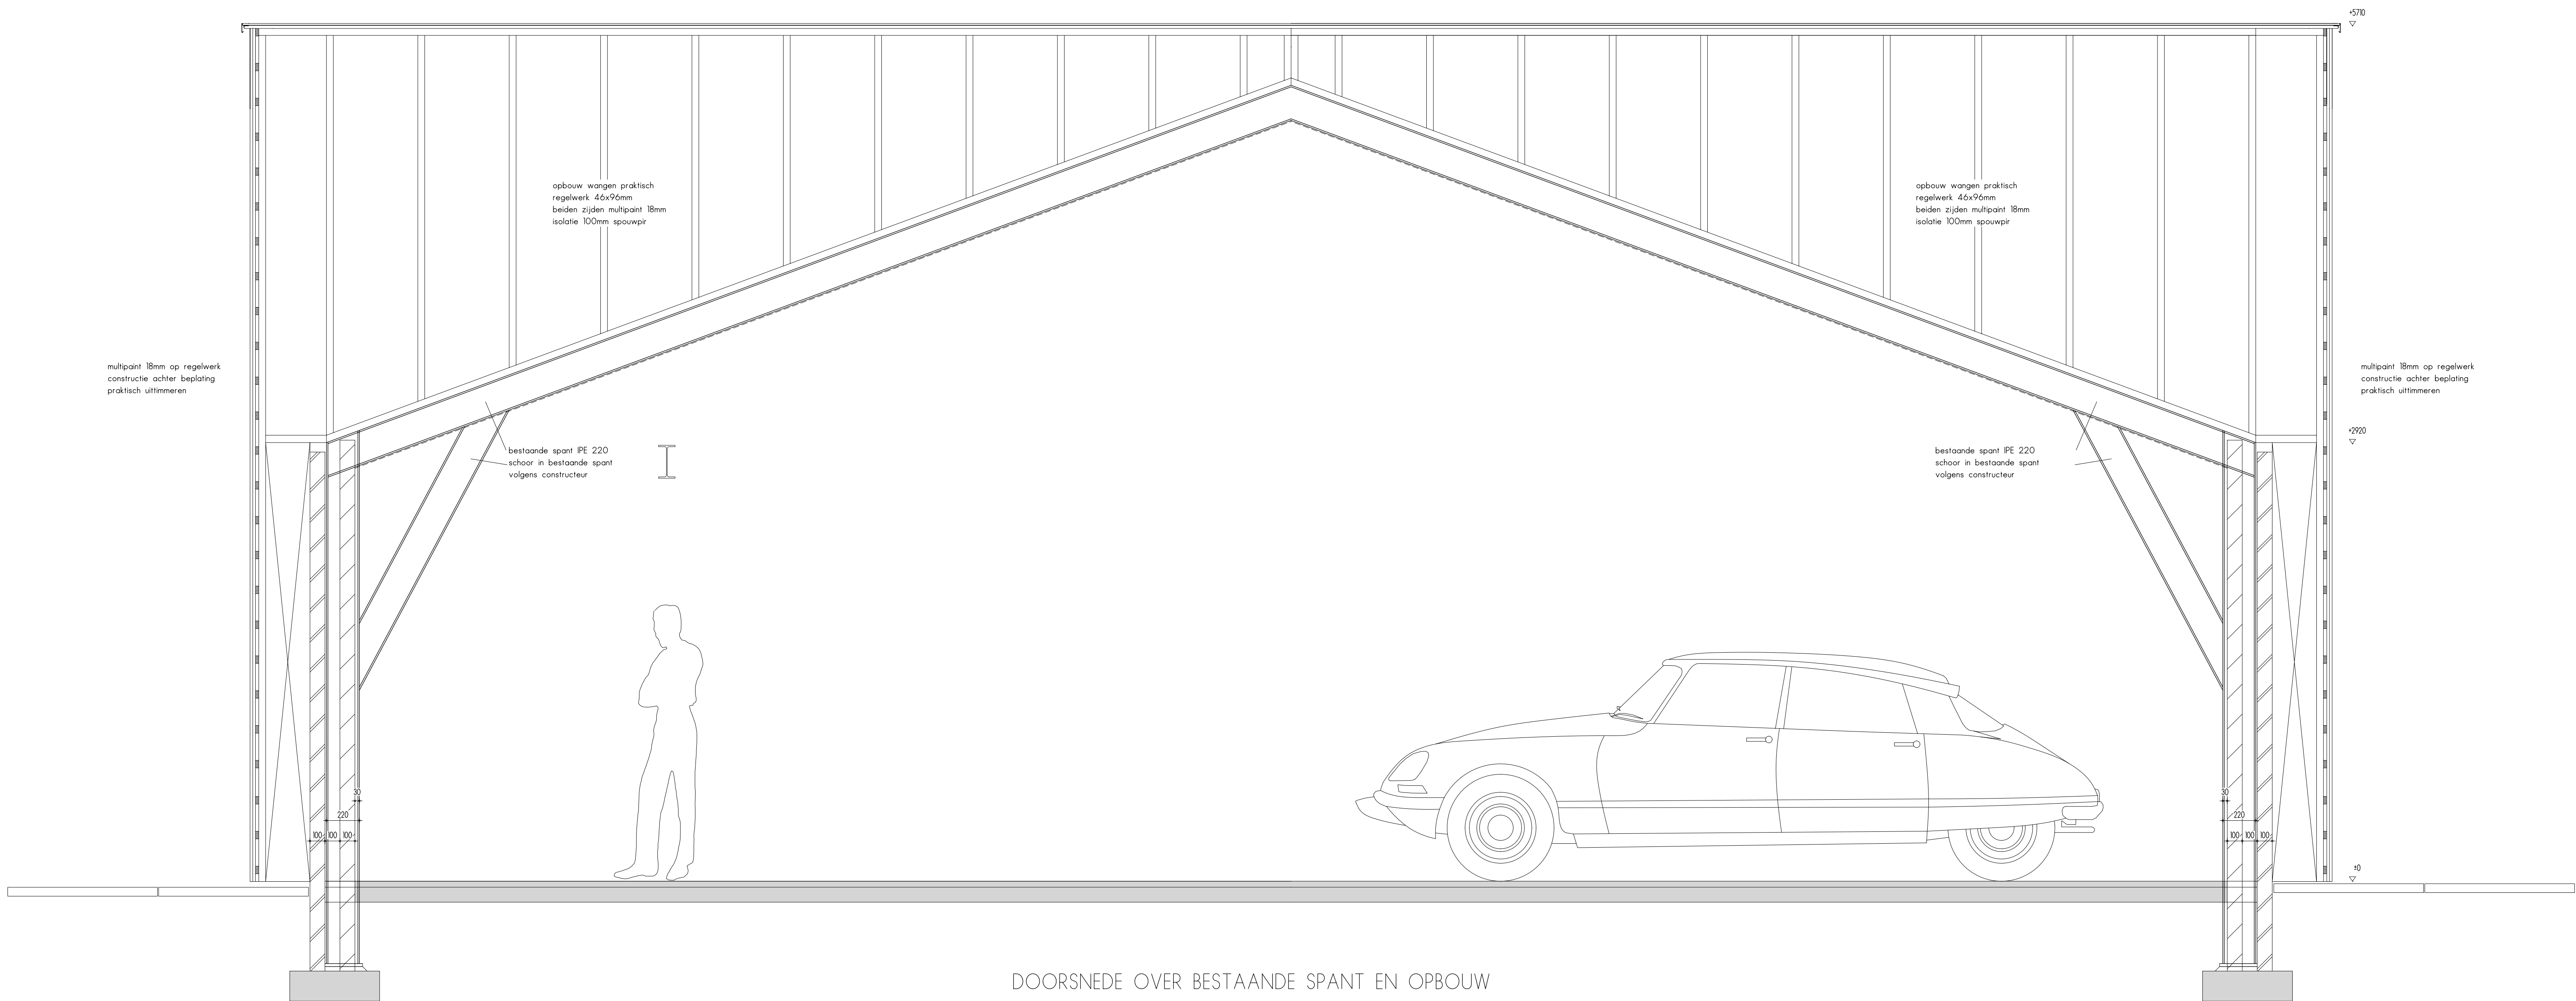 +5710
opbouw wangen praktisch
regelwerk 46x96mm
beiden zijden multipaint 18mm
isolatie 100mm spouwpir
opbouw wangen praktisch
regelwerk 46x96mm
beiden zijden multipaint 18mm
isolatie 100mm spouwpir
multipaint 18mm op regelwerk
constructie achter beplating
praktisch uittimmeren
multipaint 18mm op regelwerk
constructie achter beplating
praktisch uittimmeren
+2920
bestaande spant IPE 220
schoor in bestaande spant
volgens constructeur
bestaande spant IPE 220
schoor in bestaande spant
volgens constructeur
30
220
100 100 100
30
220
100 100 100
±0
DOORSNEDE OVER BESTAANDE SPANT EN OPBOUW